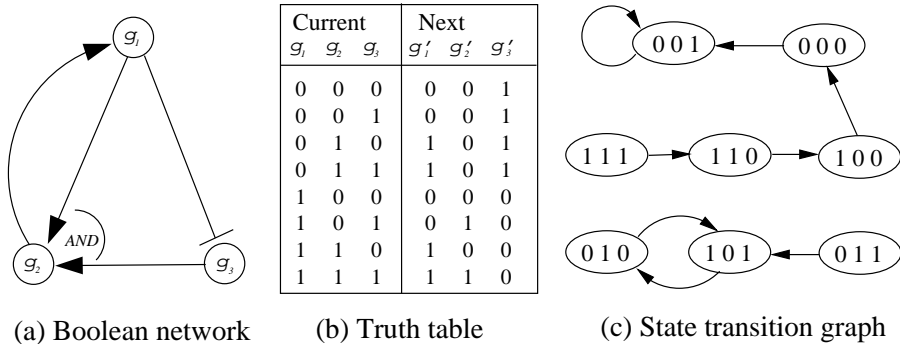 g₁
g₂
AND
g₃
(a) Boolean network
Current Next
g₁ g₂ g₃ g′₁ g′₂ g′₃
0 0 0 0 0 1
0 0 1 0 0 1
0 1 0 1 0 1
0 1 1 1 0 1
1 0 0 0 0 0
1 0 1 0 1 0
1 1 0 1 0 0
1 1 1 1 1 0
(b) Truth table
0 0 1 0 0 0
1 1 1 1 1 0 1 0 0
0 1 0 1 0 1 0 1 1
(c) State transition graph